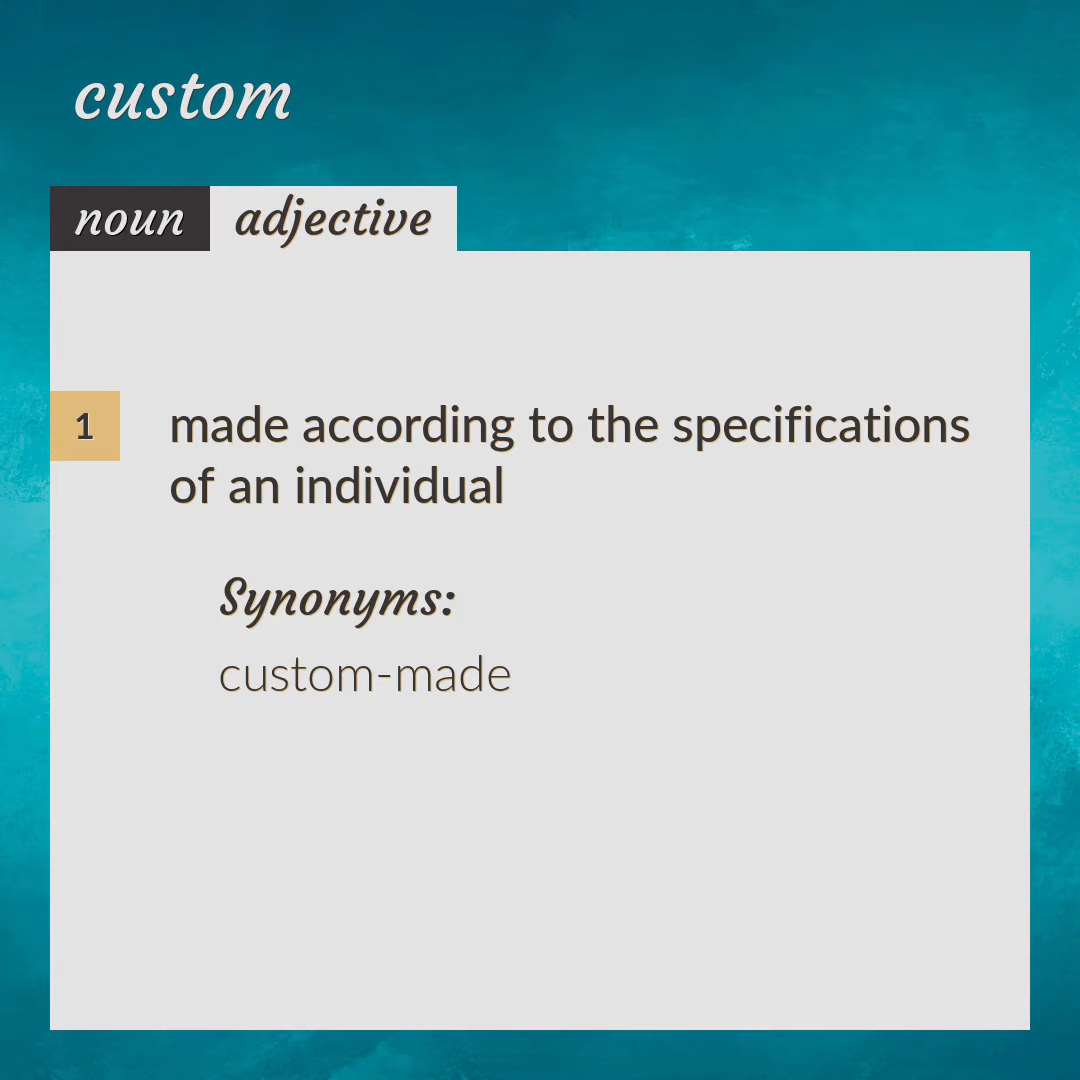 custom
noun adjective
1 made according to the specifications
of an individual
Synonyms:
custom-made